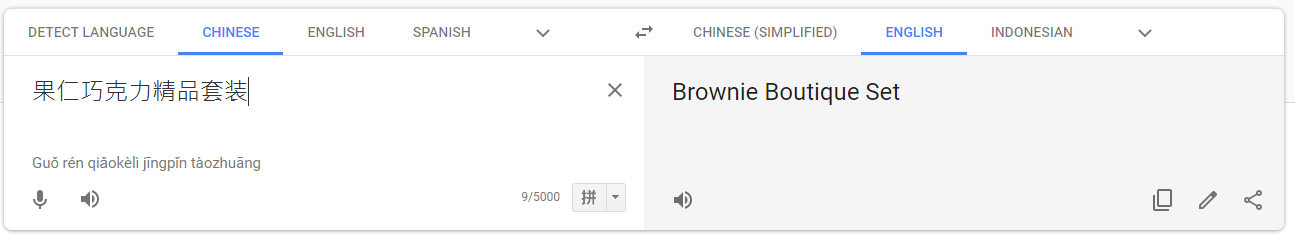 DETECT LANGUAGE CHINESE ENGLISH SPANISH CHINESE (SIMPLIFIED) ENGLISH INDONESIAN
果仁巧克力精品套装
Guǒ rén qiǎokèlì jīngpǐn tàozhuāng
9/5000 拼
Brownie Boutique Set